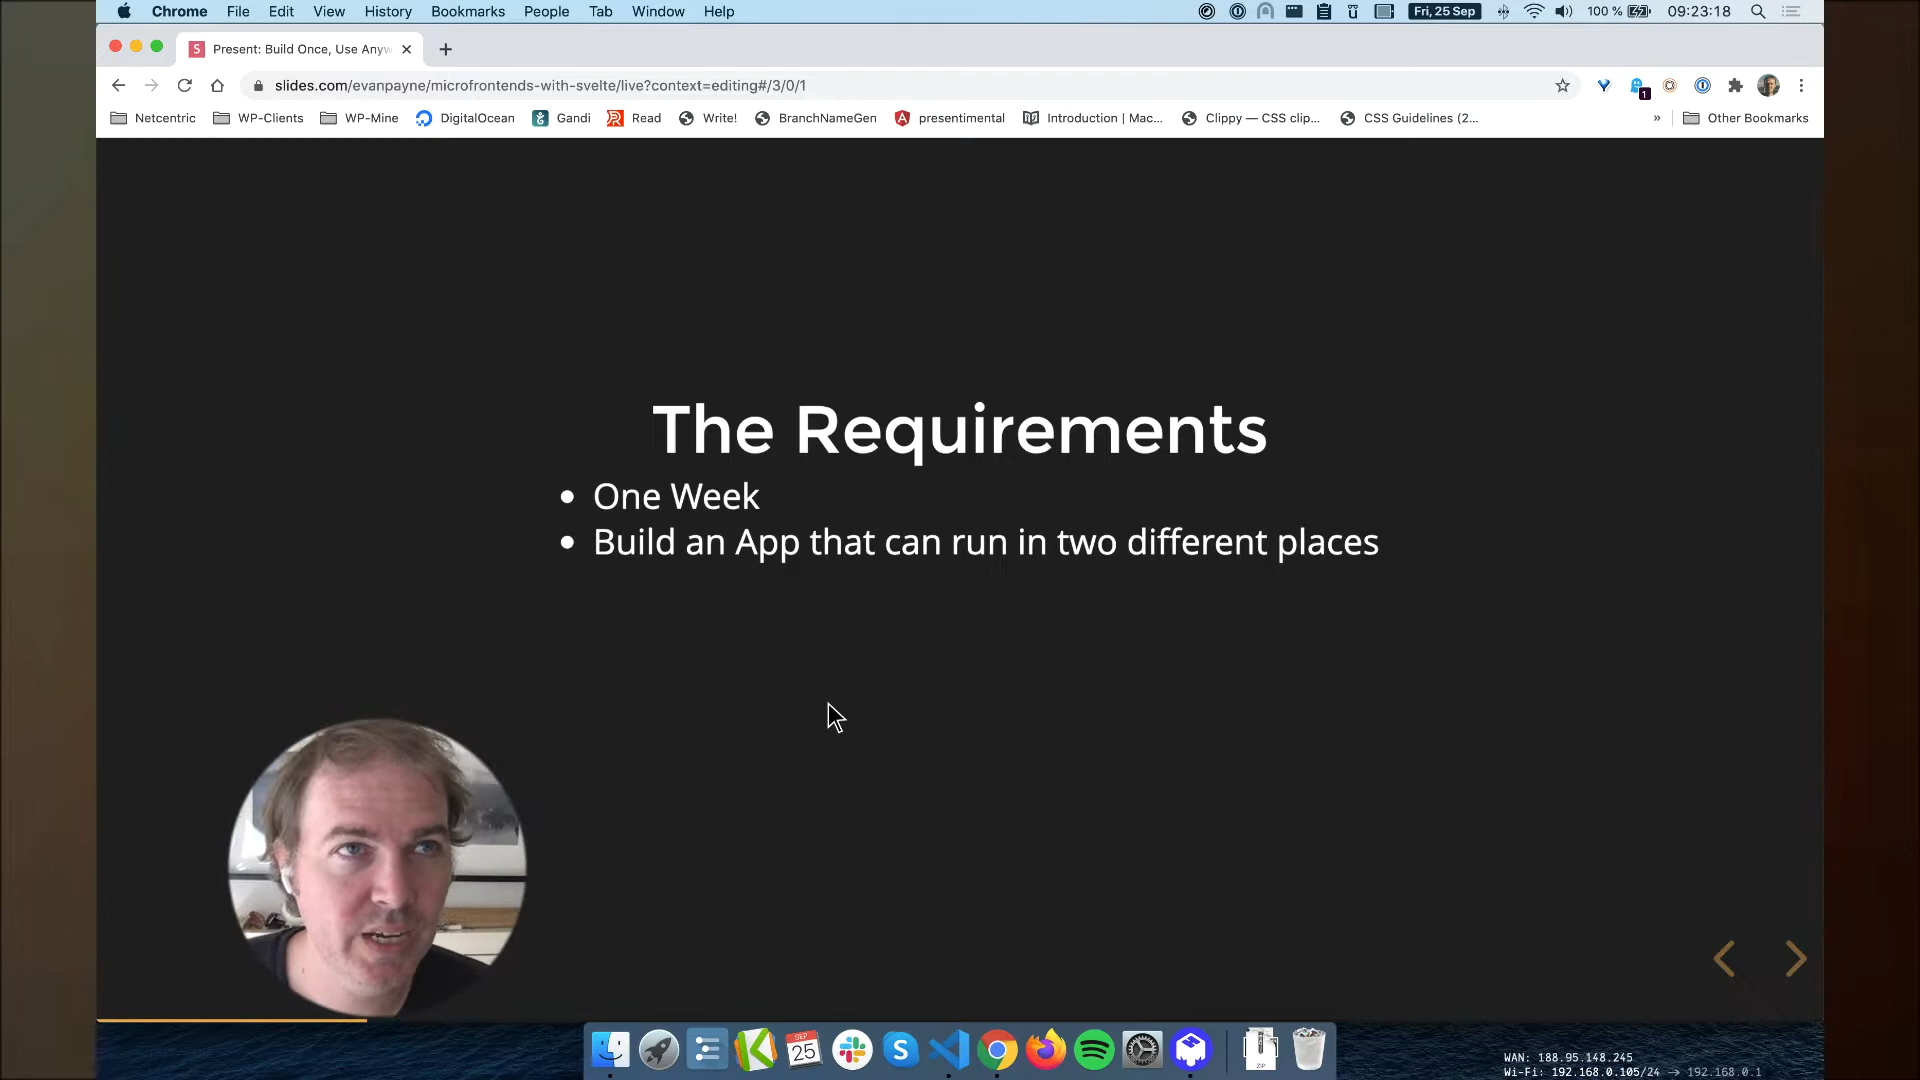 Chrome File Edit View History Bookmarks People Tab Window Help
Fri, 25 Sep 100 % 09:23:18
S Present: Build Once, Use Anyw
slides.com/evanpayne/microfrontends-with-svelte/live?context=editing#/3/0/1
1
Netcentric WP-Clients WP-Mine DigitalOcean Gandi Read Write! BranchNameGen presentimental Introduction | Mac... Clippy — CSS clip... CSS Guidelines (2... » Other Bookmarks
The Requirements
• One Week
• Build an App that can run in two different places
SEP
25
ZIP
WAN: 188.95.148.245
Wi-Fi: 192.168.0.105/24 → 192.168.0.1